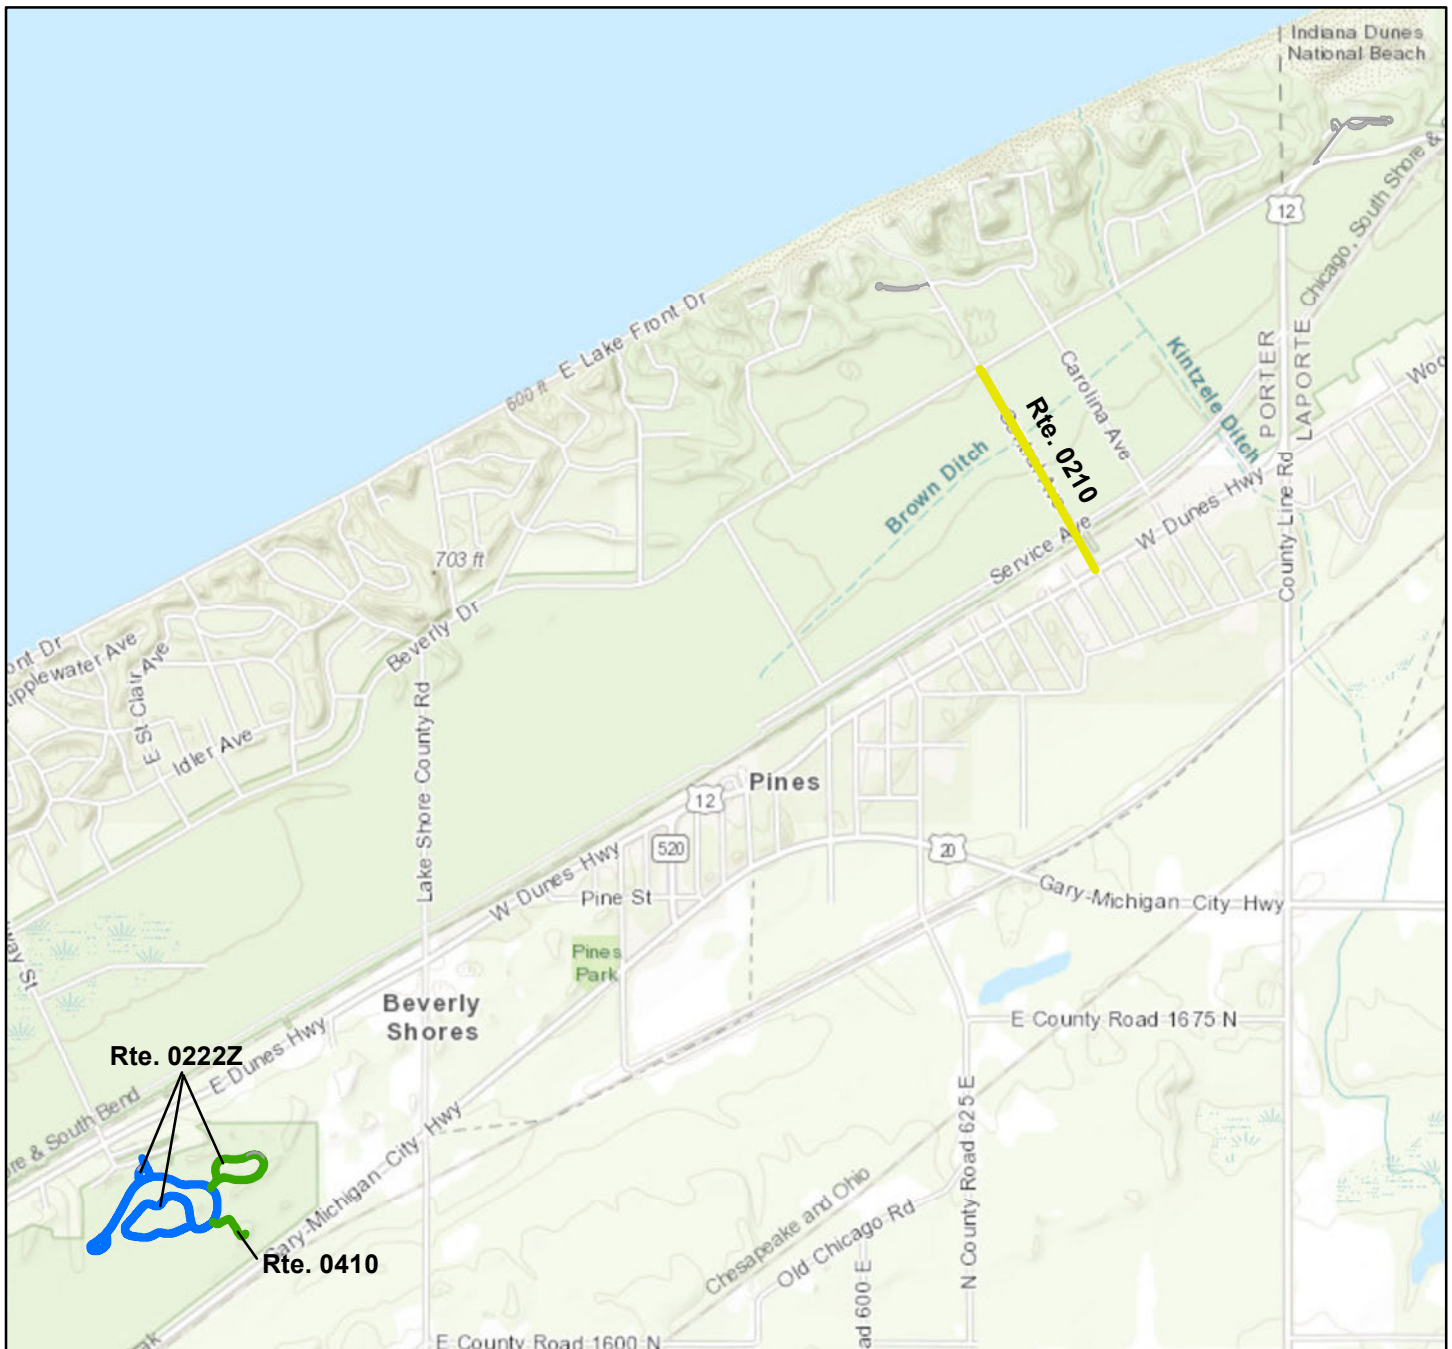 Indiana Dunes
National Beach
12
Chicago, South Shore &
E Lake Front Dr
600 ft
Kintzele Ditch
PORTER
LAPORTE
Carolina Ave
Rte. 0210
Brown Ditch
W Dunes Hwy
Service Ave
County Line Rd
703 ft
Beverly Dr
ont Dr
E St Clair Ave
Idler Ave
Lake Shore County Rd
Pines
12
520
20
W Dunes Hwy
Pine St
Gary-Michigan City Hwy
Pines
Park
way St
Beverly
Shores
E County Road 1675 N
E Dunes Hwy
Rte. 0222Z
ore & South Bend
Gary-Michigan City Hwy
N County Road 625 E
Chesapeake and Ohio
Old Chicago Rd
Rte. 0410
ad 600 E
E County Road 1600 N